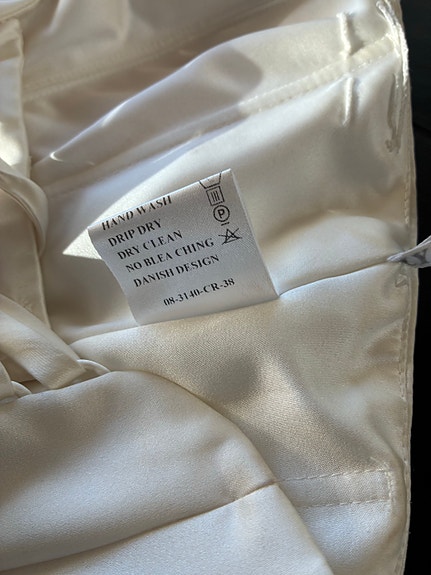 HAND WASH
DRIP DRY
DRY CLEAN
NO BLEA CHING
DANISH DESIGN
08-3140-CR-38
P